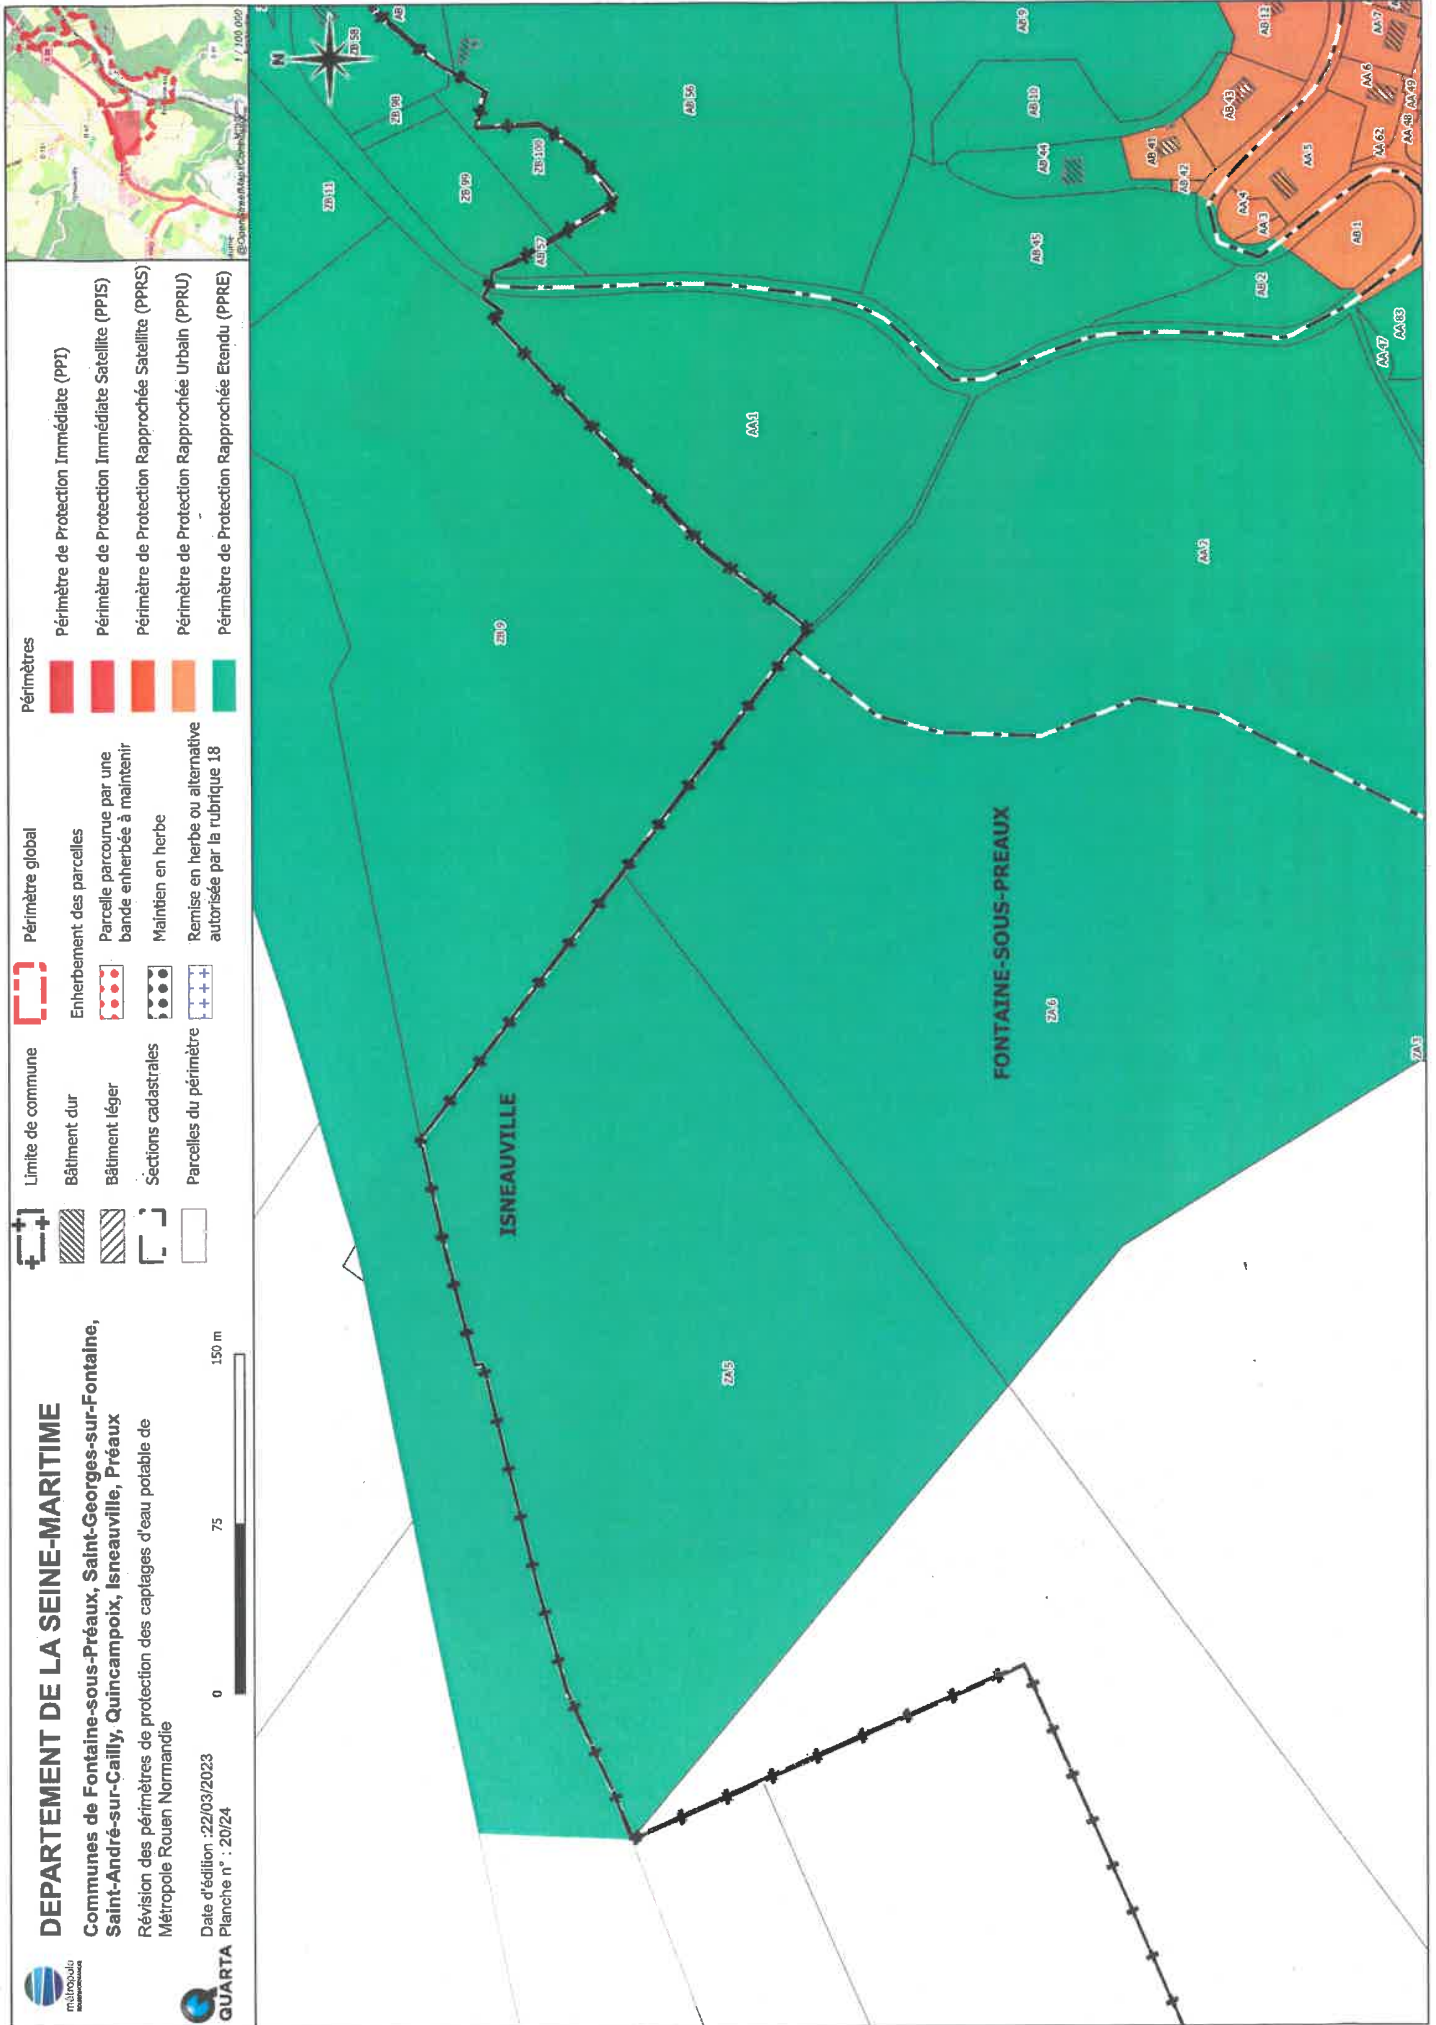 métropole
ROUENNORMANDIE
QUARTA
DEPARTEMENT DE LA SEINE-MARITIME
Communes de Fontaine-sous-Préaux, Saint-Georges-sur-Fontaine,
Saint-André-sur-Cailly, Quincampoix, Isneauville, Préaux
Révision des périmètres de protection des captages d'eau potable de
Métropole Rouen Normandie
Date d'édition :22/03/2023
Planche n° : 20/24
0
75
150 m
Limite de commune
Bâtiment dur
Bâtiment léger
Sections cadastrales
Parcelles du périmètre
Périmètre global
Enherbement des parcelles
Parcelle parcourue par une
bande enherbée à maintenir
Maintien en herbe
Remise en herbe ou alternative
autorisée par la rubrique 18
Périmètres
Périmètre de Protection Immédiate (PPI)
Périmètre de Protection Immédiate Satellite (PPIS)
Périmètre de Protection Rapprochée Satellite (PPRS)
Périmètre de Protection Rapprochée Urbain (PPRU)
Périmètre de Protection Rapprochée Etendu (PPRE)
1 / 100 000
N
ZB 58
AB
ZB 98
ZB 11
ZB 99
ZB 100
AB 57
AB 56
AB 9
AB 10
AB 44
AB 45
AB 43
AB 12
AB 41
AB 42
AA 7
AA 6
AA 49
AA 48
AA 62
AA 5
AA 4
AA 3
AB 1
AB 2
AA 47
AA 83
AA 1
AA 2
ZB 9
ISNEAUVILLE
FONTAINE-SOUS-PREAUX
ZA 6
ZA 3
ZA 5